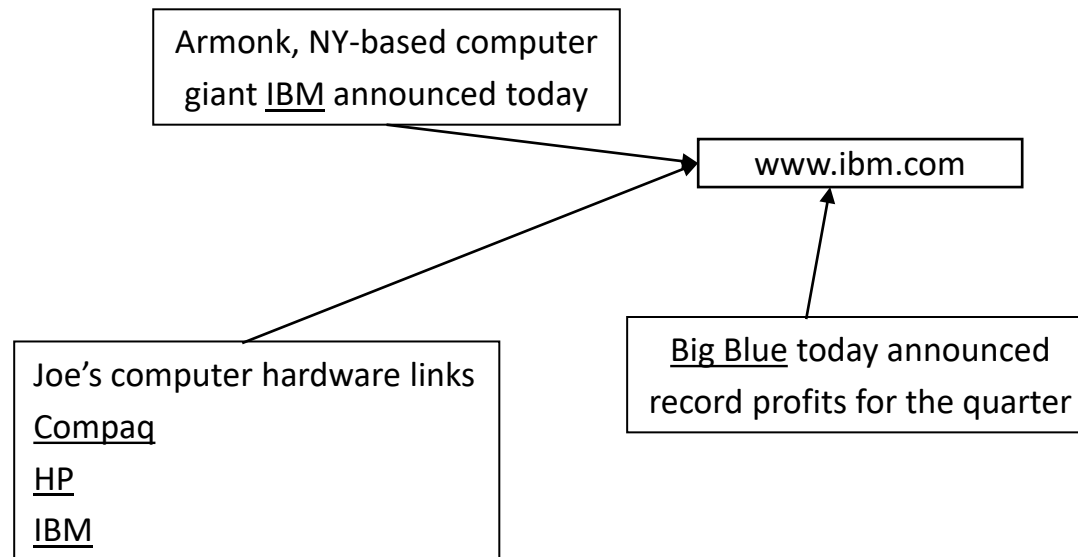 Armonk, NY-based computer
giant IBM announced today
www.ibm.com
Big Blue today announced
record profits for the quarter
Joe’s computer hardware links
Compaq
HP
IBM